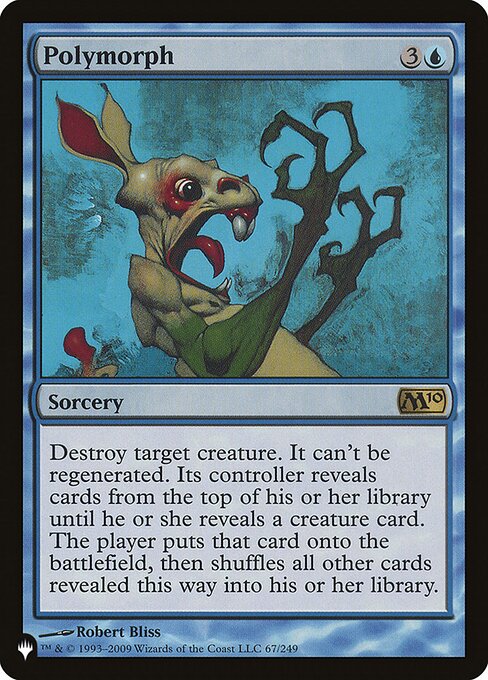 Polymorph 3
Sorcery M10
Destroy target creature. It can't be
regenerated. Its controller reveals
cards from the top of his or her library
until he or she reveals a creature card.
The player puts that card onto the
battlefield, then shuffles all other cards
revealed this way into his or her library.
Robert Bliss
™ & © 1993–2009 Wizards of the Coast LLC 67/249